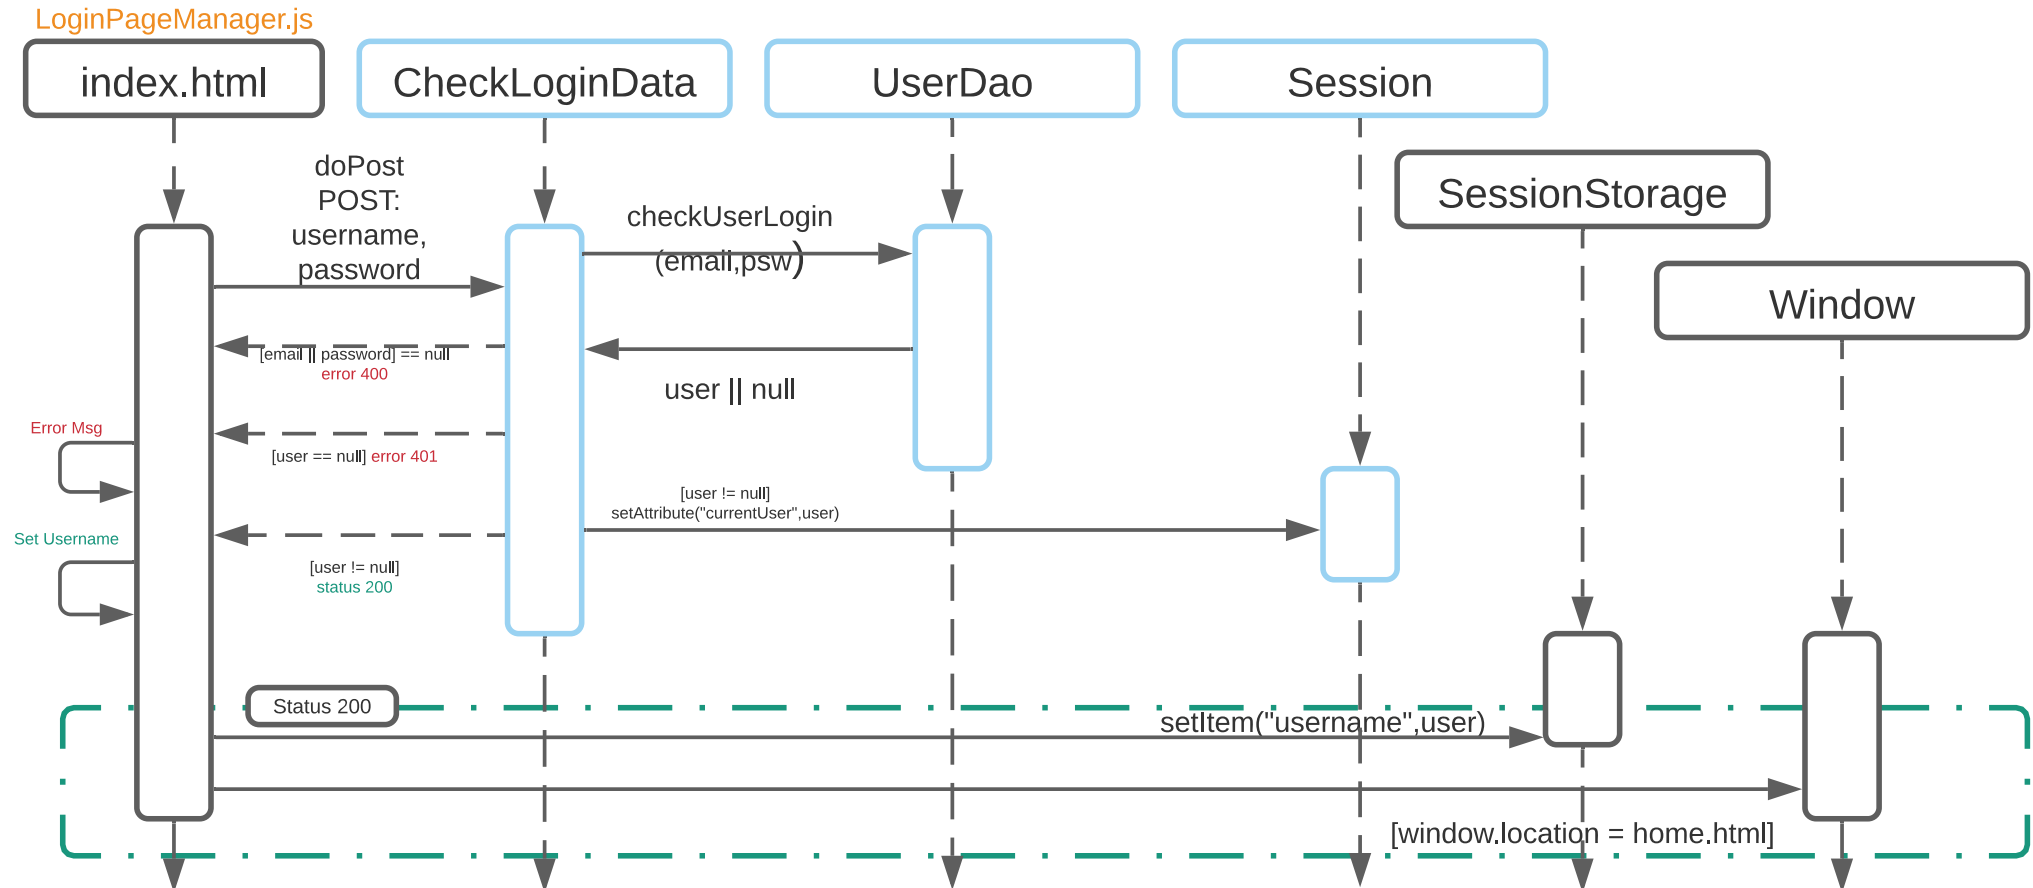 LoginPageManager.js
index.html
CheckLoginData
UserDao
Session
SessionStorage
Window
doPost
POST:
username,
password
checkUserLogin
(email,psw)
[email || password] == null
error 400
user || null
Error Msg
[user == null] error 401
[user != null]
setAttribute("currentUser",user)
Set Username
[user != null]
status 200
Status 200
setItem("username",user)
[window.location = home.html]